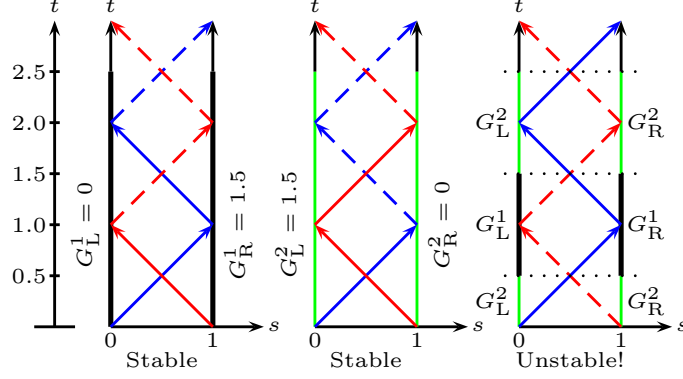 t t t t
2.5
2.0
1.5
1.0
0.5
G_L^1 = 0
G_R^1 = 1.5
G_L^2 = 1.5
G_R^2 = 0
G_L^2 G_R^2
G_L^1 G_R^1
G_L^2 G_R^2
0 1 s 0 1 s 0 1 s
Stable Stable Unstable!